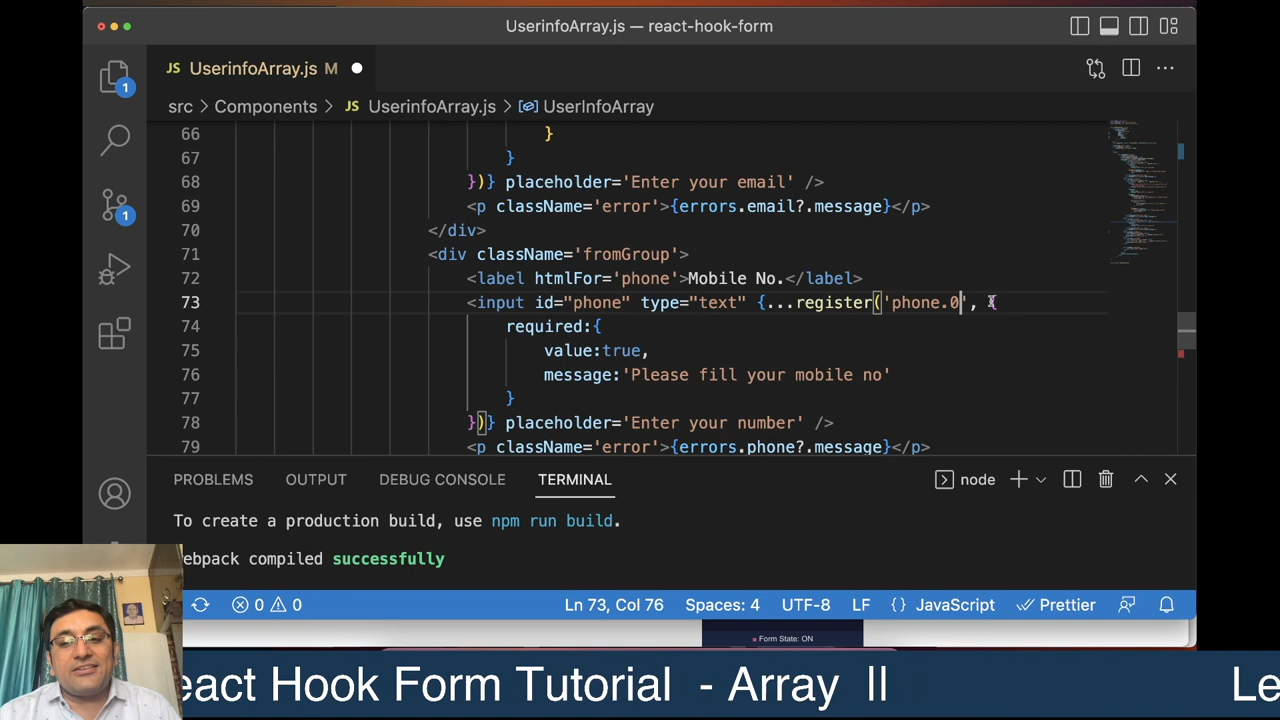 UserinfoArray.js — react-hook-form
JS UserinfoArray.js M
1
src > Components > JS UserinfoArray.js > UserInfoArray
66 }
67 }
68 })} placeholder='Enter your email' />
69 <p className='error'>{errors.email?.message}</p>
70 </div>
71 <div className='fromGroup'>
72 <label htmlFor='phone'>Mobile No.</label>
73 <input id="phone" type="text" {...register('phone.0', {
74 required:{
75 value:true,
76 message:'Please fill your mobile no'
77 }
78 })} placeholder='Enter your number' />
79 <p className='error'>{errors.phone?.message}</p>
1
PROBLEMS OUTPUT DEBUG CONSOLE TERMINAL node
To create a production build, use npm run build.
ebpack compiled successfully
0 0 Ln 73, Col 76 Spaces: 4 UTF-8 LF {} JavaScript Prettier
Form State: ON
eact Hook Form Tutorial - Array II Le